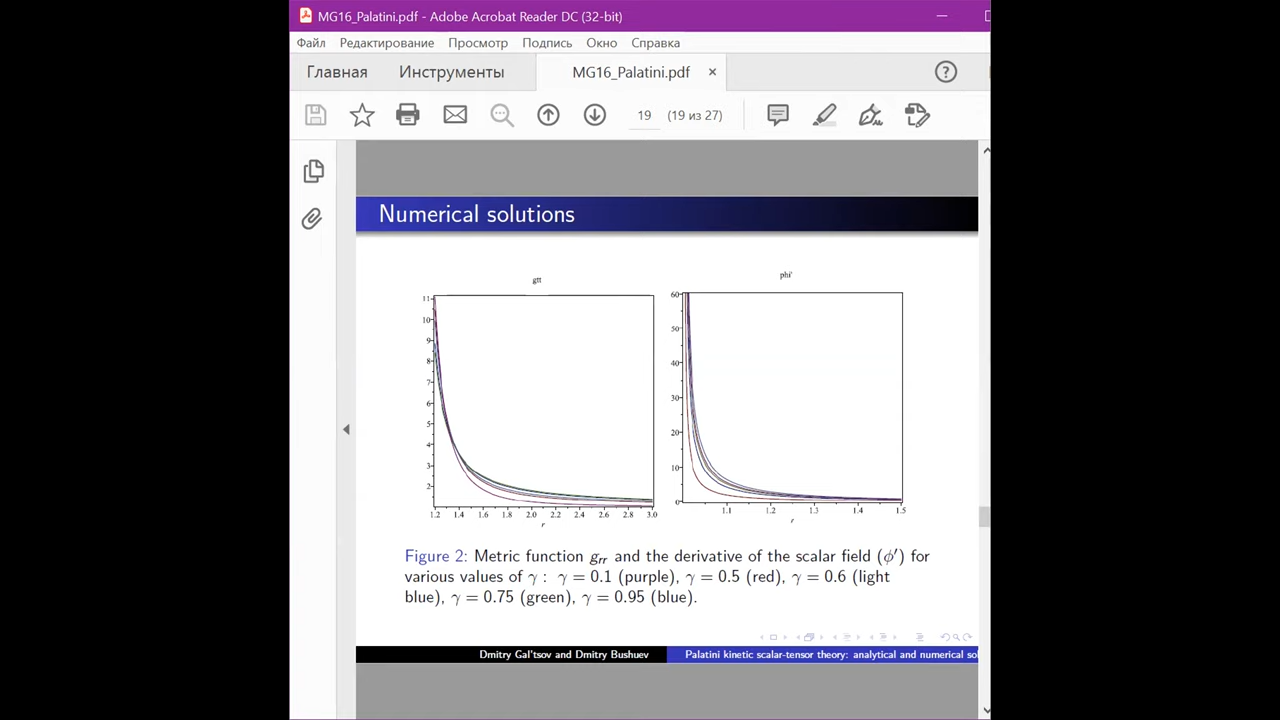 MG16_Palatini.pdf - Adobe Acrobat Reader DC (32-bit)
Файл Редактирование Просмотр Подпись Окно Справка
Главная Инструменты MG16_Palatini.pdf ×
19 (19 из 27)
Numerical solutions
phi'
11
10
9
8
7
6
5
4
3
2
1.2 1.4 1.6 1.8 2.0 2.2 2.4 2.6 2.8 3.0
r
60
50
40
30
20
10
0
1.1 1.2 1.3 1.4 1.5
r
Figure 2: Metric function g_rr and the derivative of the scalar field (ϕ′) for
various values of γ : γ = 0.1 (purple), γ = 0.5 (red), γ = 0.6 (light
blue), γ = 0.75 (green), γ = 0.95 (blue).
Dmitry Gal'tsov and Dmitry Bushuev Palatini kinetic scalar-tensor theory: analytical and numerical so